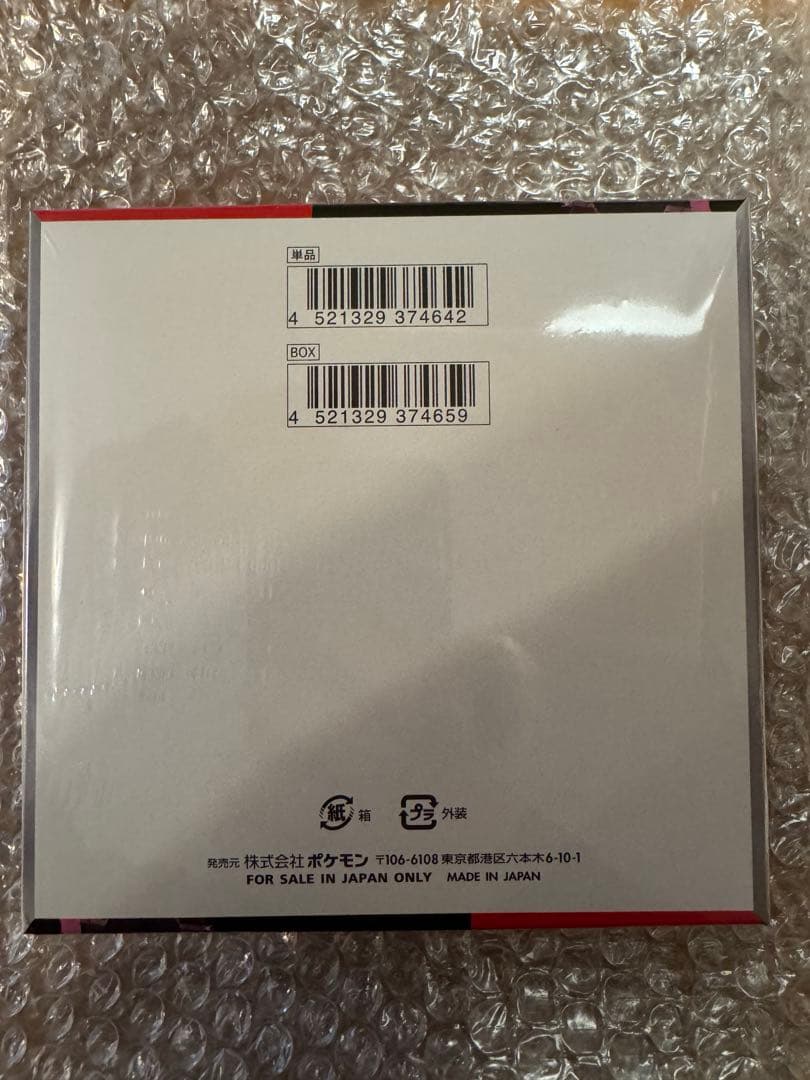 単品
4 521329 374642
BOX
4 521329 374659
紙 箱 プラ 外装
発売元 株式会社 ポケモン 〒106-6108 東京都港区六本木6-10-1
FOR SALE IN JAPAN ONLY MADE IN JAPAN